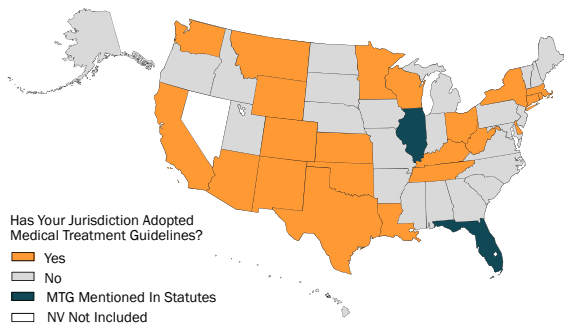 Has Your Jurisdiction Adopted
Medical Treatment Guidelines?
Yes
No
MTG Mentioned In Statutes
NV Not Included